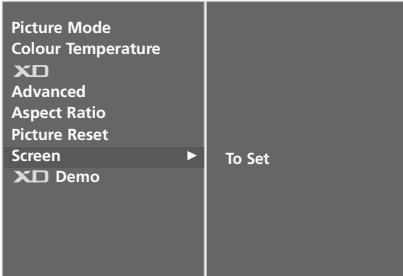 Picture Mode
Colour Temperature
XD
Advanced
Aspect Ratio
Picture Reset
Screen ► To Set
XD Demo